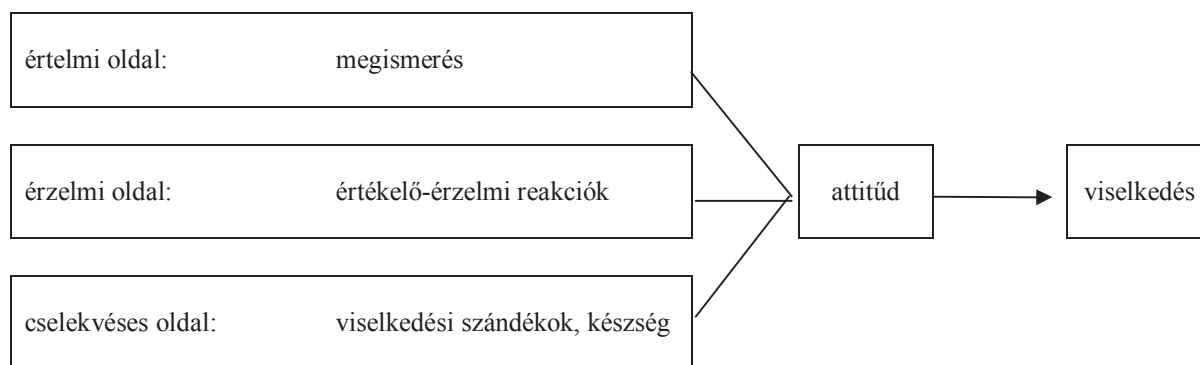 értelmi oldal: megismerés
érzelmi oldal: értékelő-érzelmi reakciók
attitűd
viselkedés
cselekvéses oldal: viselkedési szándékok, készség